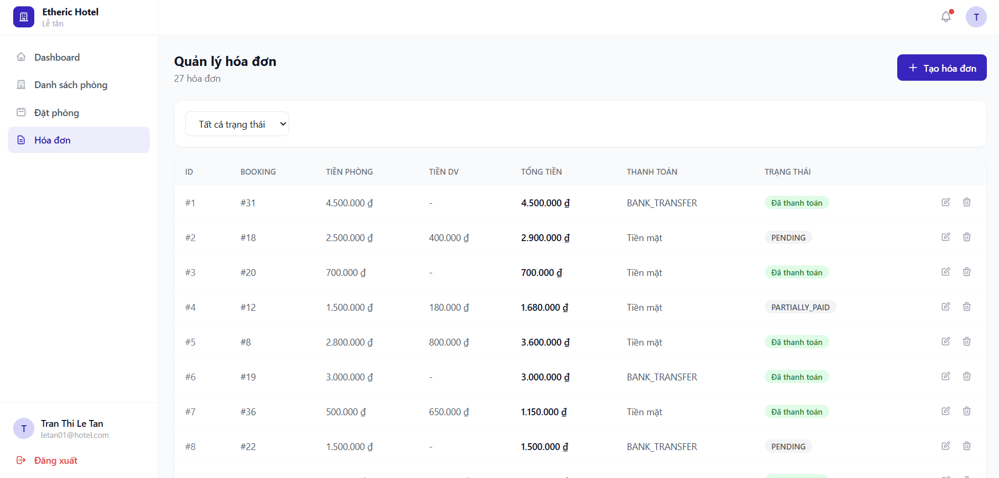 Etheric Hotel
Lễ tân
T
Dashboard
Danh sách phòng
Đặt phòng
Hóa đơn
Quản lý hóa đơn
27 hóa đơn
Tạo hóa đơn
Tất cả trạng thái
ID BOOKING TIỀN PHÒNG TIỀN DV TỔNG TIỀN THANH TOÁN TRẠNG THÁI
#1 #31 4.500.000 ₫ - 4.500.000 ₫ BANK_TRANSFER Đã thanh toán
#2 #18 2.500.000 ₫ 400.000 ₫ 2.900.000 ₫ Tiền mặt PENDING
#3 #20 700.000 ₫ - 700.000 ₫ Tiền mặt Đã thanh toán
#4 #12 1.500.000 ₫ 180.000 ₫ 1.680.000 ₫ Tiền mặt PARTIALLY_PAID
#5 #8 2.800.000 ₫ 800.000 ₫ 3.600.000 ₫ Tiền mặt Đã thanh toán
#6 #19 3.000.000 ₫ - 3.000.000 ₫ BANK_TRANSFER Đã thanh toán
#7 #36 500.000 ₫ 650.000 ₫ 1.150.000 ₫ Tiền mặt Đã thanh toán
#8 #22 1.500.000 ₫ - 1.500.000 ₫ BANK_TRANSFER PENDING
T
Tran Thi Le Tan
letan01@hotel.com
Đăng xuất